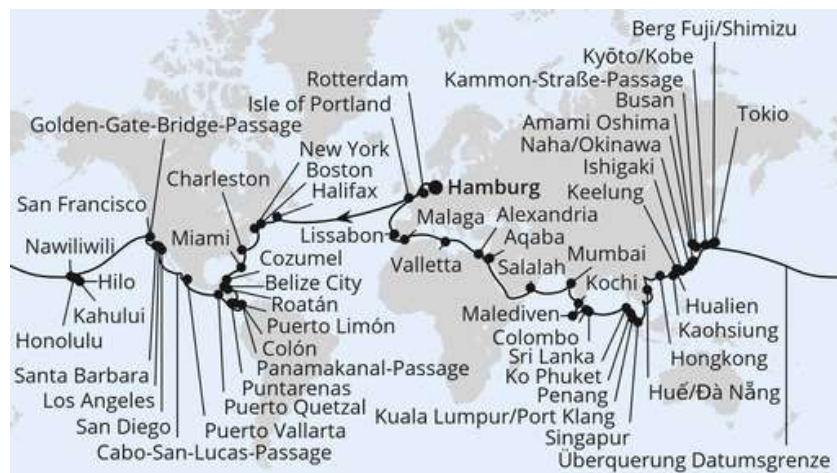 Berg Fuji/Shimizu
Kyōto/Kobe
Kammon-Straße-Passage
Busan
Amami Oshima
Naha/Okinawa
Ishigaki
Keelung
Tokio
Rotterdam
Isle of Portland
Golden-Gate-Bridge-Passage
New York
Boston
Halifax
Charleston
Hamburg
San Francisco
Lissabon
Malaga
Alexandria
Aqaba
Valletta
Salalah
Mumbai
Miami
Nawiliwili
Hilo
Kahului
Honolulu
Cozumel
Belize City
Roatán
Puerto Limón
Colón
Panamakanal-Passage
Puntarenas
Puerto Quetzal
Puerto Vallarta
Cabo-San-Lucas-Passage
Santa Barbara
Los Angeles
San Diego
Kochi
Malediven
Colombo
Sri Lanka
Ko Phuket
Penang
Kuala Lumpur/Port Klang
Singapur
Hualien
Kaohsiung
Hongkong
Huế/Đà Nẵng
Überquerung Datumsgrenze